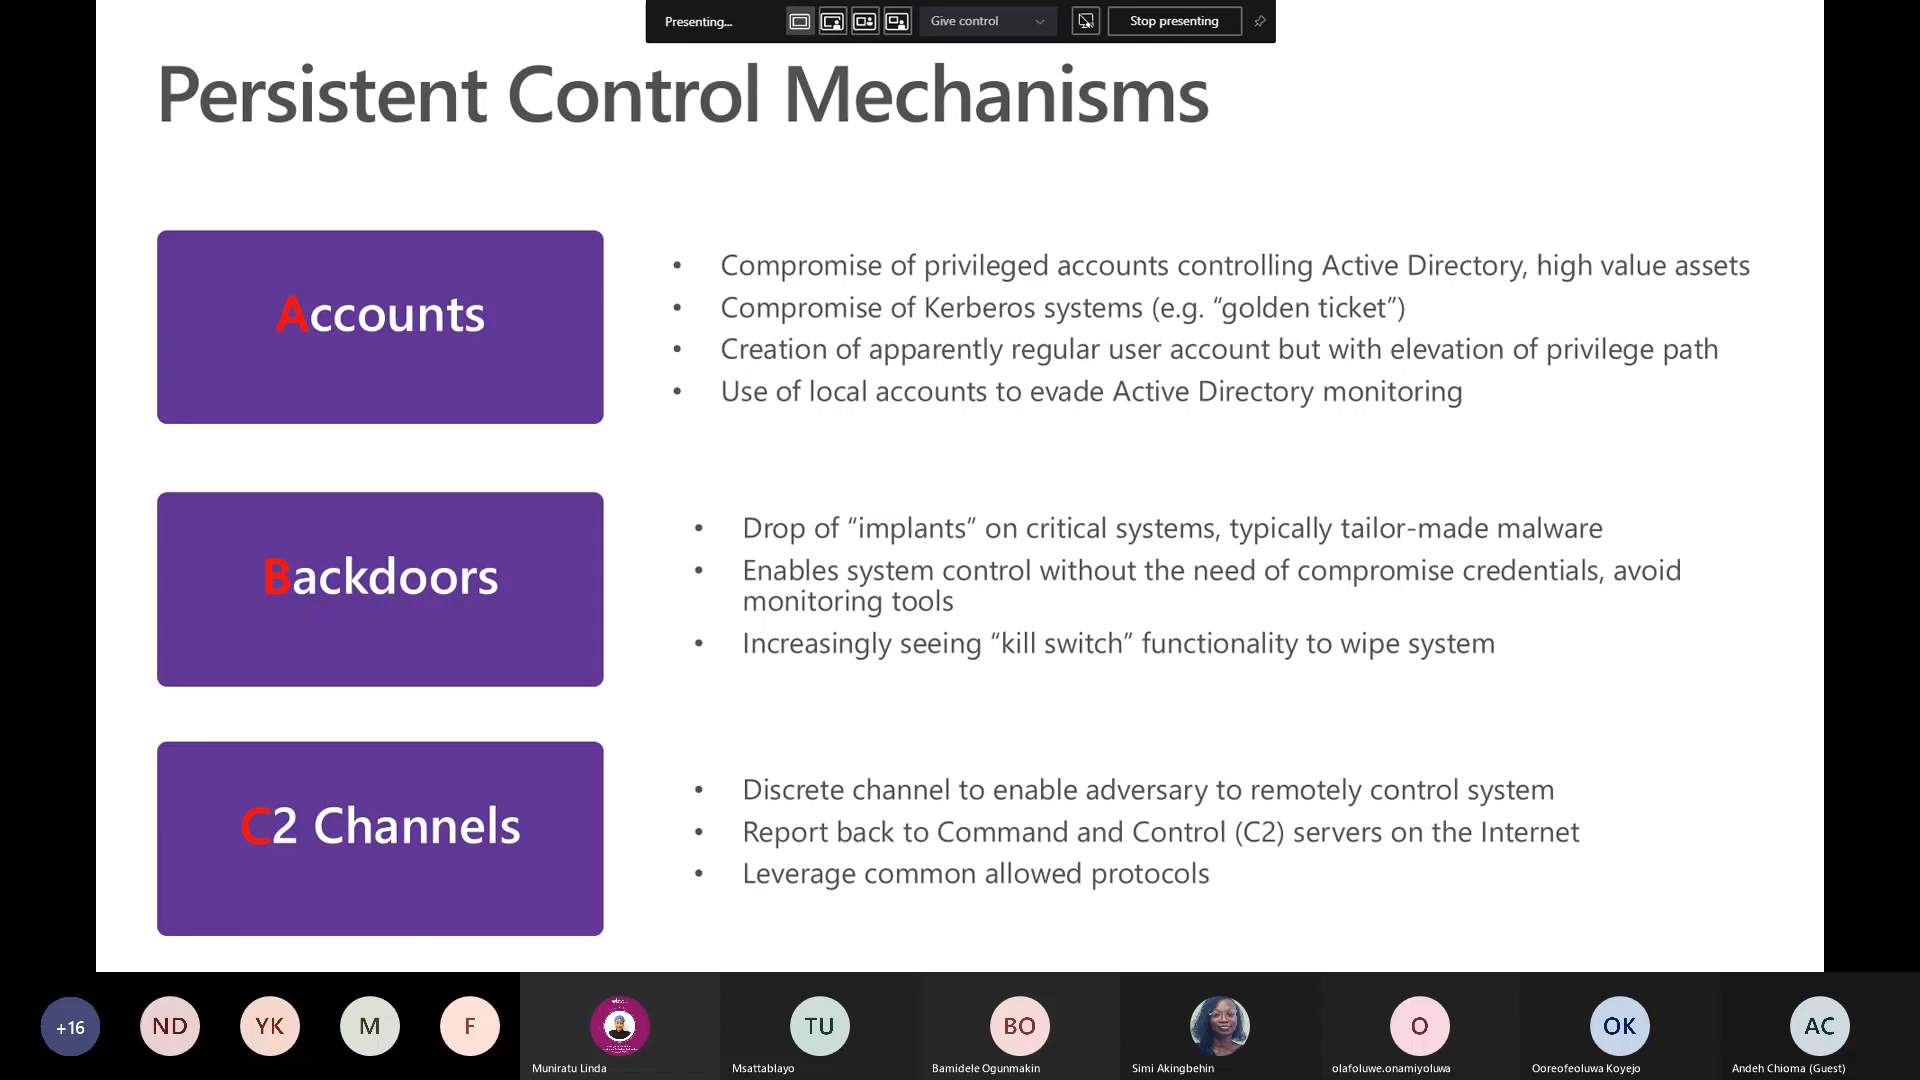 Presenting...
Give control
Stop presenting
Persistent Control Mechanisms
Accounts
• Compromise of privileged accounts controlling Active Directory, high value assets
• Compromise of Kerberos systems (e.g. “golden ticket”)
• Creation of apparently regular user account but with elevation of privilege path
• Use of local accounts to evade Active Directory monitoring
Backdoors
• Drop of “implants” on critical systems, typically tailor-made malware
• Enables system control without the need of compromise credentials, avoid
monitoring tools
• Increasingly seeing “kill switch” functionality to wipe system
C2 Channels
• Discrete channel to enable adversary to remotely control system
• Report back to Command and Control (C2) servers on the Internet
• Leverage common allowed protocols
+16
ND
YK
M
F
Muniratu Linda
TU
Msattablayo
BO
Bamidele Ogunmakin
Simi Akingbehin
O
olafoluwe.onamiyoluwa
OK
Ooreofeoluwa Koyejo
AC
Andeh Chioma (Guest)